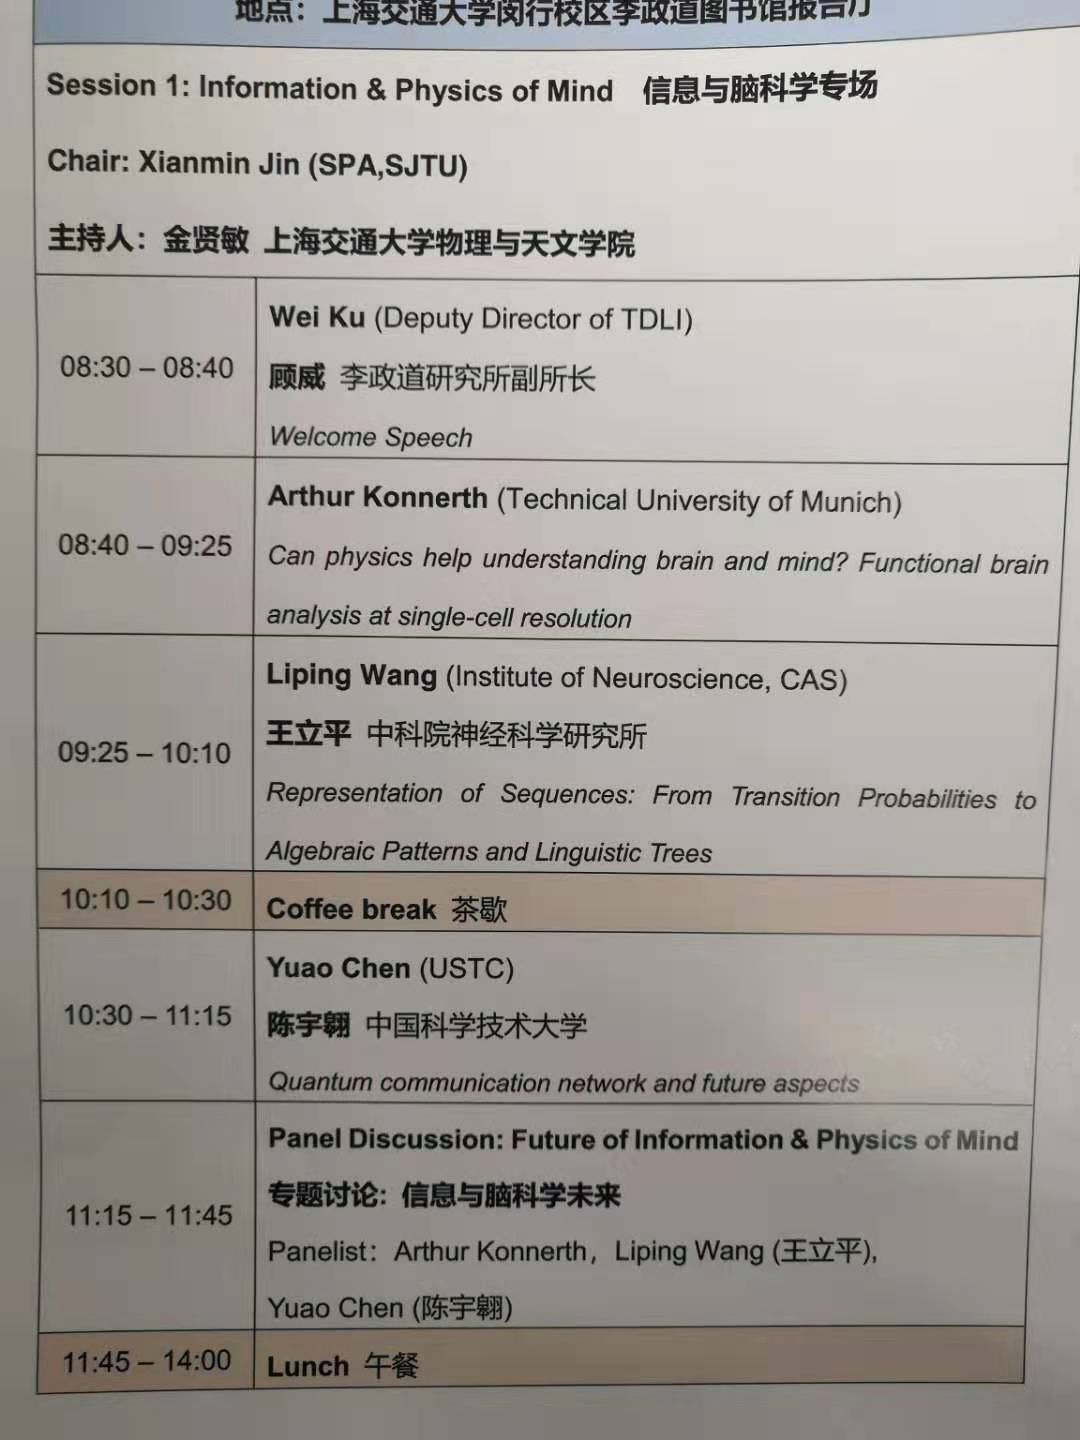 地点：上海交通大学闵行校区李政道图书馆报告厅
Session 1: Information & Physics of Mind 信息与脑科学专场
Chair: Xianmin Jin (SPA,SJTU)
主持人：金贤敏 上海交通大学物理与天文学院
08:30 – 08:40
Wei Ku (Deputy Director of TDLI)
顾威 李政道研究所副所长
Welcome Speech
08:40 – 09:25
Arthur Konnerth (Technical University of Munich)
Can physics help understanding brain and mind? Functional brain
analysis at single-cell resolution
09:25 – 10:10
Liping Wang (Institute of Neuroscience, CAS)
王立平 中科院神经科学研究所
Representation of Sequences: From Transition Probabilities to
Algebraic Patterns and Linguistic Trees
10:10 – 10:30
Coffee break 茶歇
10:30 – 11:15
Yuao Chen (USTC)
陈宇翱 中国科学技术大学
Quantum communication network and future aspects
11:15 – 11:45
Panel Discussion: Future of Information & Physics of Mind
专题讨论：信息与脑科学未来
Panelist：Arthur Konnerth，Liping Wang (王立平),
Yuao Chen (陈宇翱)
11:45 – 14:00
Lunch 午餐